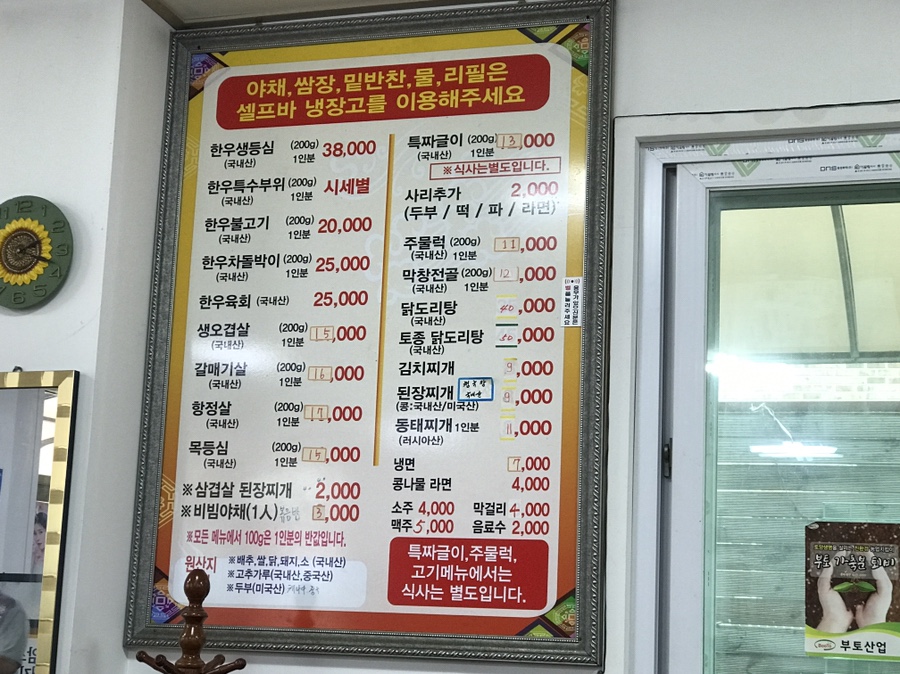 야채,쌈장,밑반찬,물,리필은
셀프바 냉장고를 이용해주세요
한우생등심 (200g) 1인분 38,000
(국내산)
한우특수부위 (200g) 1인분 시세별
(국내산)
한우불고기 (200g) 1인분 20,000
(국내산)
한우차돌박이 (200g) 1인분 25,000
(국내산)
한우육회 (국내산) 25,000
생오겹살 (200g) 1인분 15,000
(국내산)
갈매기살 (200g) 1인분 16,000
(국내산)
항정살 (200g) 1인분 17,000
(국내산)
목등심 (200g) 1인분 15,000
(국내산)
※삼겹살 된장찌개 2,000
※비빔야채(1人) 3,000
※모든 메뉴에서 100g은 1인분의 반값입니다.
원산지
※배추,쌀,닭,돼지,소 (국내산)
※고추가루(국내산,중국산)
※두부(미국산)
특짜글이 (200g) 1인분 13,000
(국내산)
※식사는별도입니다.
사리추가 2,000
(두부 / 떡 / 파 / 라면)
주물럭 (200g) 1인분 11,000
(국내산)
막창전골 (200g) 1인분 12,000
(국내산)
닭도리탕 40,000
(국내산)
토종 닭도리탕 50,000
(국내산)
김치찌개 9,000
된장찌개 8,000
(콩:국내산/미국산)
동태찌개 1인분 11,000
(러시아산)
냉면 7,000
콩나물 라면 4,000
소주 4,000 막걸리 4,000
맥주 5,000 음료수 2,000
특짜글이,주물럭,
고기메뉴에서는
식사는 별도입니다.
부토 가축분 퇴비
부토산업